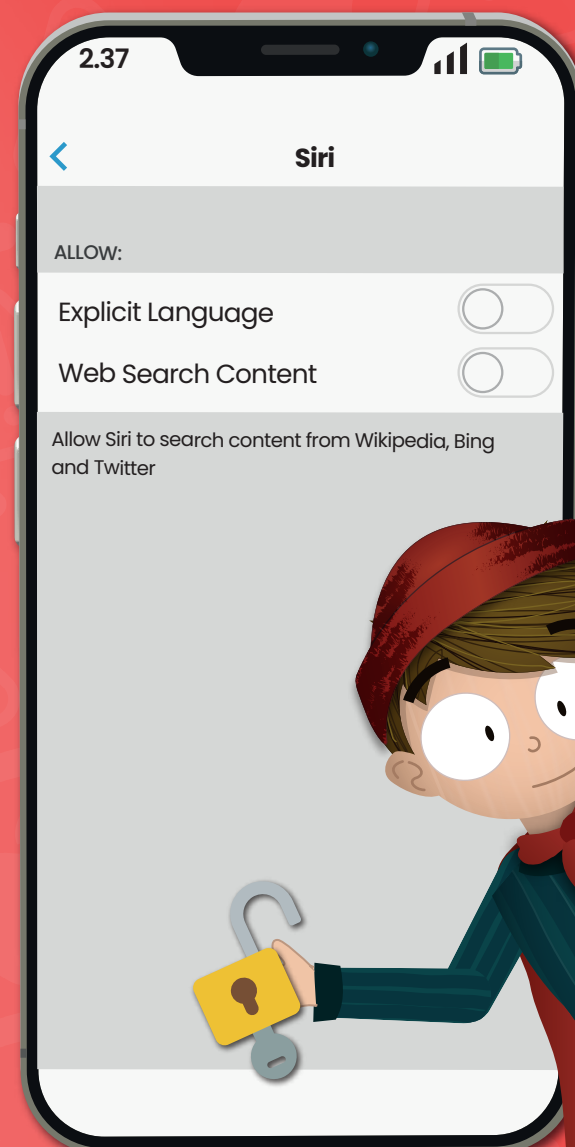 2.37
Siri
ALLOW:
Explicit Language
Web Search Content
Allow Siri to search content from Wikipedia, Bing
and Twitter